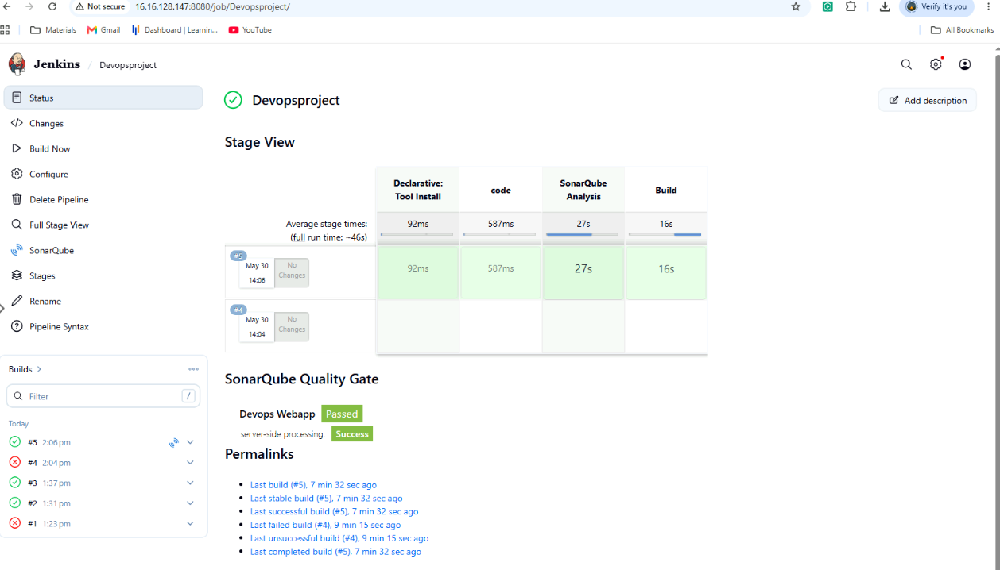 Not secure 16.16.128.147:8080/job/Devopsproject/ Verify it's you
Materials Gmail Dashboard | Learnin... YouTube All Bookmarks
Jenkins / Devopsproject
Status
Changes
Build Now
Configure
Delete Pipeline
Full Stage View
SonarQube
Stages
Rename
Pipeline Syntax
Builds
Filter /
Today
#5 2:06 pm
#4 2:04 pm
#3 1:37 pm
#2 1:31 pm
#1 1:23 pm
Devopsproject
Add description
Stage View
Declarative: Tool Install
code
SonarQube Analysis
Build
Average stage times: 92ms 587ms 27s 16s
(full run time: ~46s)
#5
May 30 No Changes
14:06
92ms 587ms 27s 16s
#4
May 30 No Changes
14:04
SonarQube Quality Gate
Devops Webapp Passed
server-side processing: Success
Permalinks
Last build (#5), 7 min 32 sec ago
Last stable build (#5), 7 min 32 sec ago
Last successful build (#5), 7 min 32 sec ago
Last failed build (#4), 9 min 15 sec ago
Last unsuccessful build (#4), 9 min 15 sec ago
Last completed build (#5), 7 min 32 sec ago